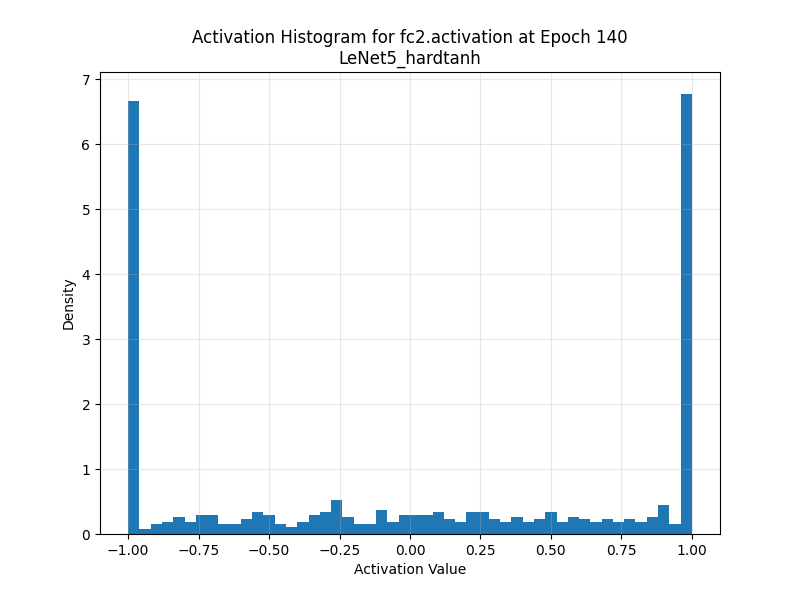 Activation Histogram for fc2.activation at Epoch 140
LeNet5_hardtanh
7
6
5
4
3
2
1
0
Density
−1.00 −0.75 −0.50 −0.25 0.00 0.25 0.50 0.75 1.00
Activation Value